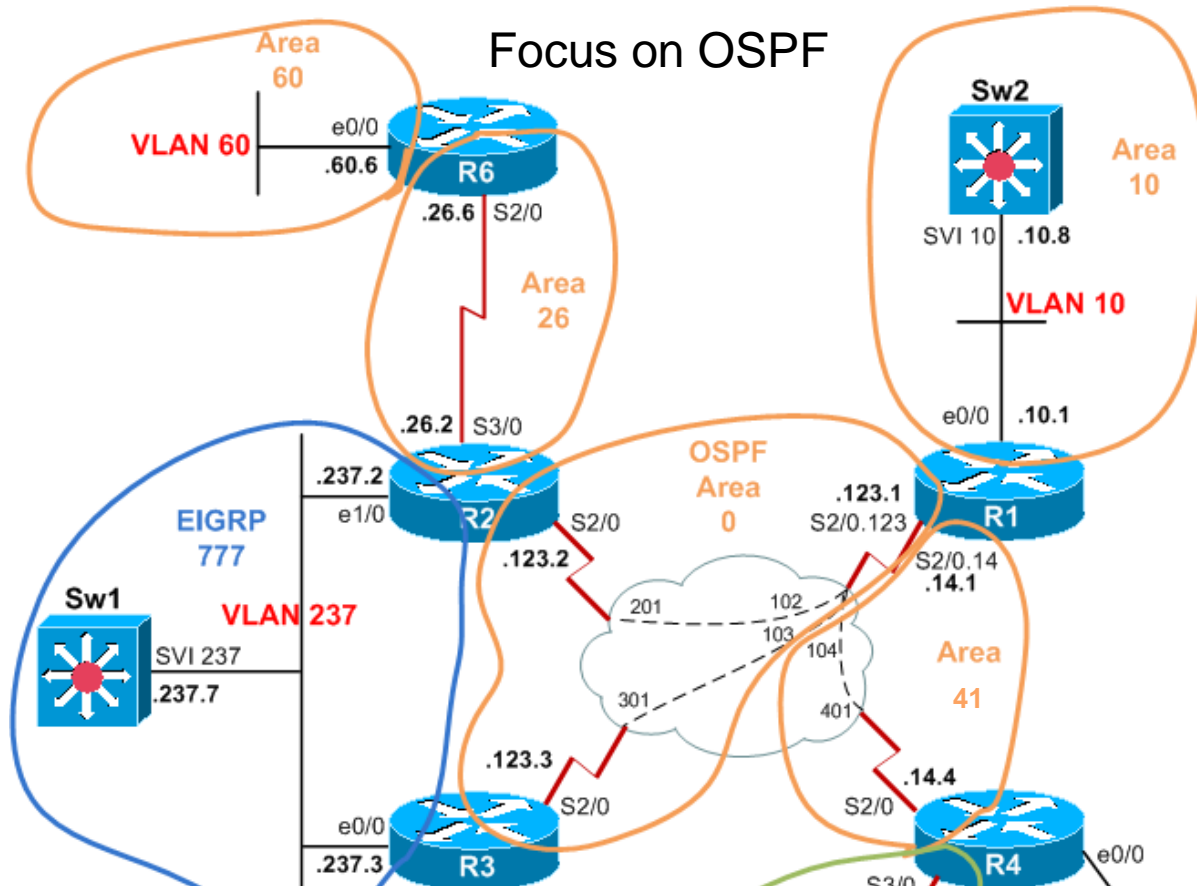 Focus on OSPF
Area
60
VLAN 60
e0/0
.60.6
R6
.26.6
S2/0
Area
26
.26.2
S3/0
Sw2
Area
10
SVI 10
.10.8
VLAN 10
e0/0
.10.1
R1
.123.1
S2/0.123
S2/0.14
.14.1
OSPF
Area
0
.237.2
e1/0
R2
S2/0
.123.2
EIGRP
777
VLAN 237
Sw1
SVI 237
.237.7
201
102
103
104
301
401
Area
41
.123.3
S2/0
.14.4
S2/0
e0/0
.237.3
R3
R4
e0/0
S3/0